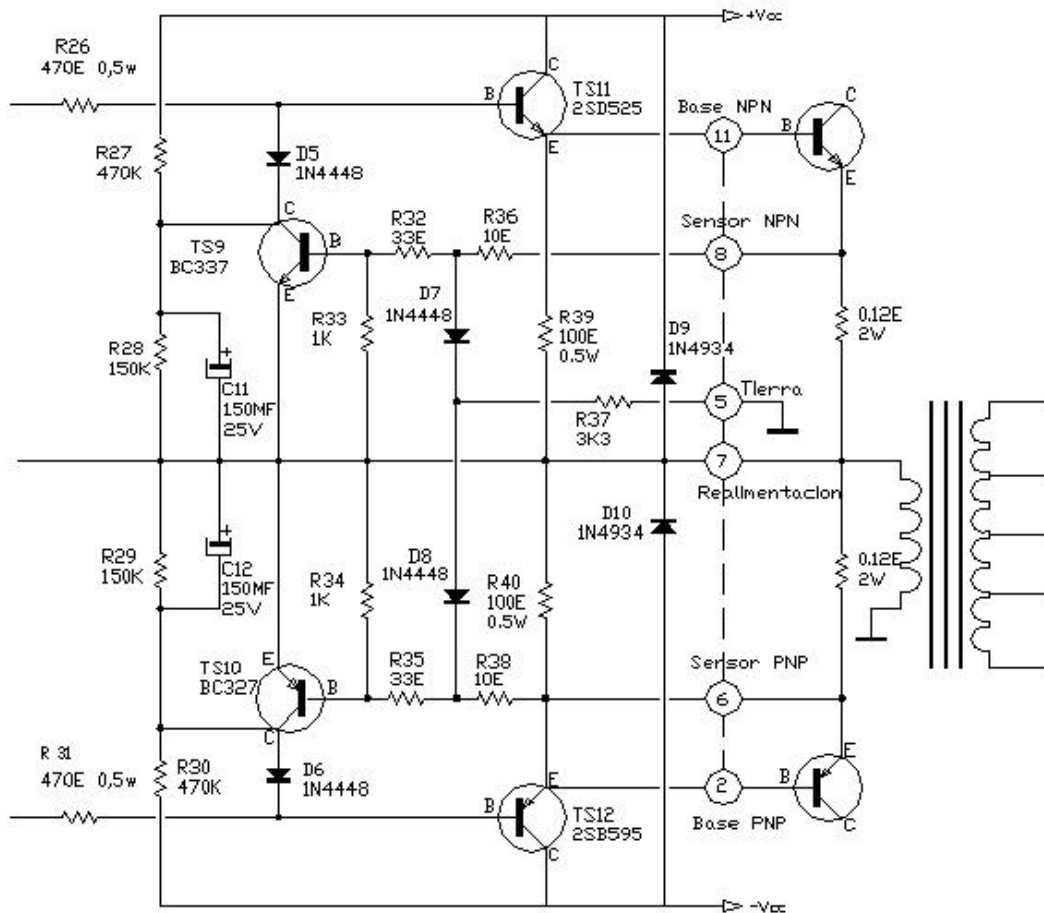 +Vcc
R26
470E 0,5w
C
TS11
2SD525
B
E
Base NPN
11
C
B
E
R27
470K
D5
1N4448
C
TS9
BC337
B
E
R32
33E
R36
10E
Sensor NPN
8
D7
1N4448
R33
1K
R39
100E
0.5W
D9
1N4934
0.12E
2W
R28
150K
C11
150MF
25V
+
TIerra
5
R37
3K3
7
Realimentacion
D10
1N4934
R29
150K
+
C12
150MF
25V
D8
1N4448
R34
1K
R40
100E
0.5W
0.12E
2W
E
TS10
BC327
B
C
R35
33E
R38
10E
Sensor PNP
6
R 31
470E 0,5w
R30
470K
D6
1N4448
E
B
TS12
2SB595
C
2
Base PNP
E
B
C
-Vcc